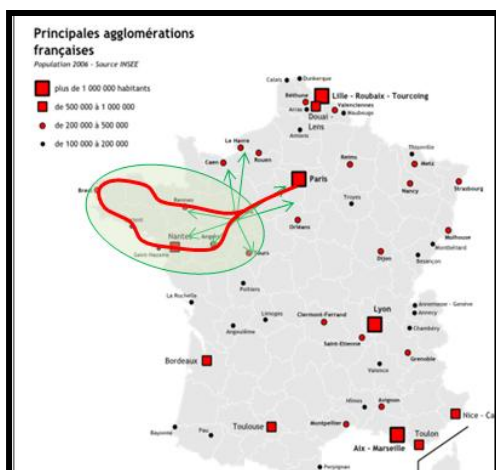 Principales agglomérations
françaises
Population 2006 - Source INSEE
plus de 1 000 000 habitants
de 500 000 à 1 000 000
de 200 000 à 500 000
de 100 000 à 200 000
Calais
Dunkerque
Lille - Roubaix - Tourcoing
Béthune
Valenciennes
Arras
Douai -
Maubeuge
Lens
Amiens
Le Havre
Rouen
Caen
Reims
Thionville
Metz
Paris
Nancy
Strasbourg
Brest
Rennes
Troyes
Orléans
Mulhouse
Nantes
Angers
Montbéliard
Saint-Nazaire
Tours
Dijon
Besançon
Poitiers
La Rochelle
Annemasse - Genève
Limoges
Clermont-Ferrand
Lyon
Annecy
Angoulême
Chambéry
Saint-Etienne
Grenoble
Bordeaux
Valence
Nîmes
Avignon
Nice - Ca
Bayonne
Pau
Toulouse
Montpellier
Toulon
Aix - Marseille
Perpignan